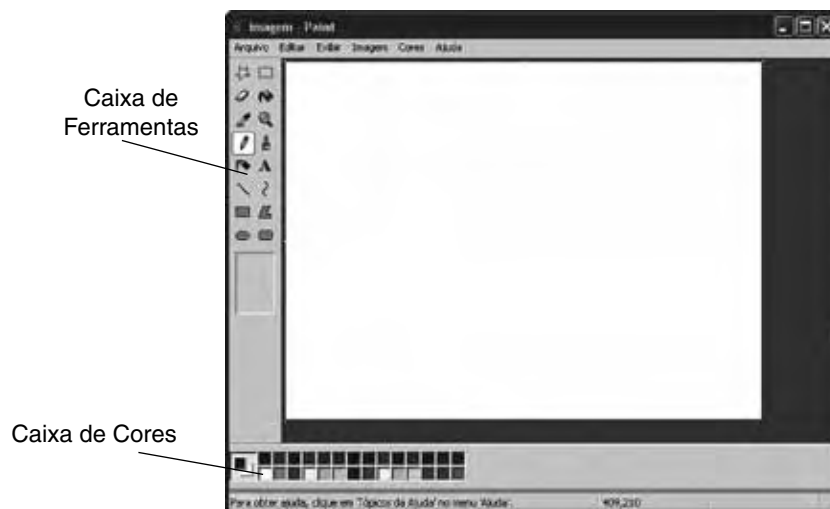 Imagem - Paint
Arquivo Editar Exibir Imagem Cores Ajuda
Caixa de
Ferramentas
A
Caixa de Cores
Para obter ajuda, clique em 'Tópicos da Ajuda' no menu 'Ajuda'.
409,210